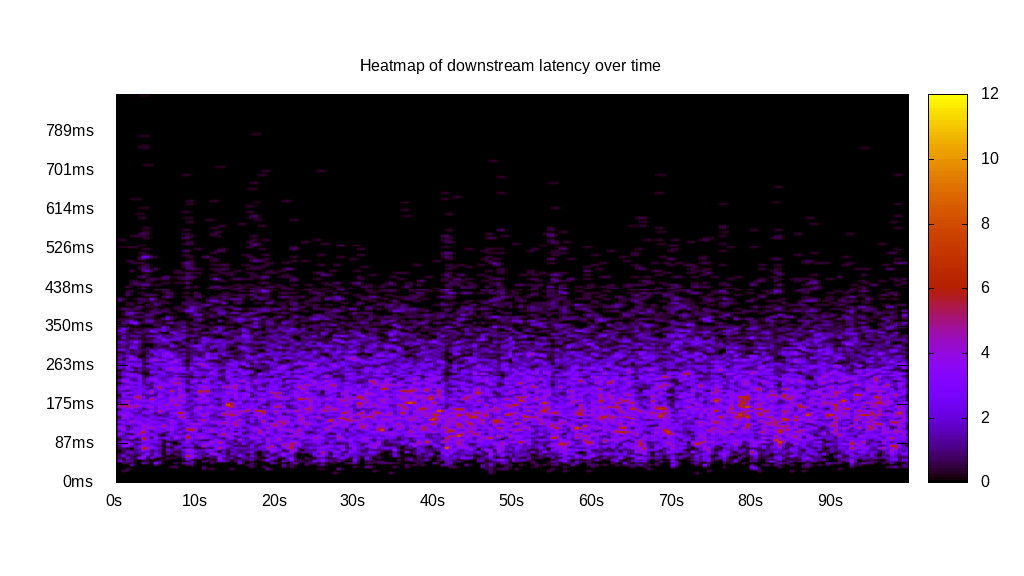 Heatmap of downstream latency over time
789ms
701ms
614ms
526ms
438ms
350ms
263ms
175ms
87ms
0ms
0s 10s 20s 30s 40s 50s 60s 70s 80s 90s
12
10
8
6
4
2
0